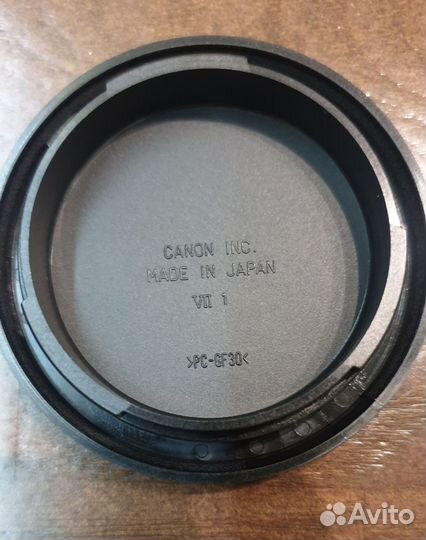 CANON INC.
MADE IN JAPAN
VII 1
>PC-GF30<
Avito